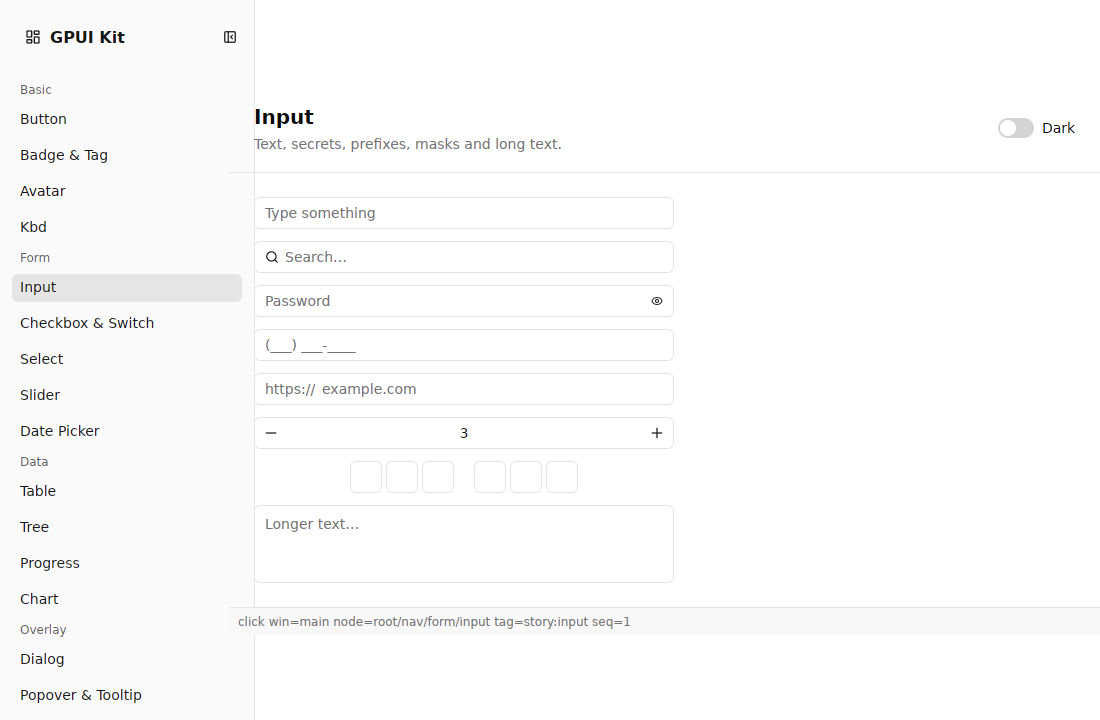 GPUI Kit
Basic
Button
Badge & Tag
Avatar
Kbd
Form
Input
Checkbox & Switch
Select
Slider
Date Picker
Data
Table
Tree
Progress
Chart
Overlay
Dialog
Popover & Tooltip
Input
Text, secrets, prefixes, masks and long text.
Dark
Type something
Search…
Password
(___) ___-____
https:// example.com
3
Longer text…
click win=main node=root/nav/form/input tag=story:input seq=1